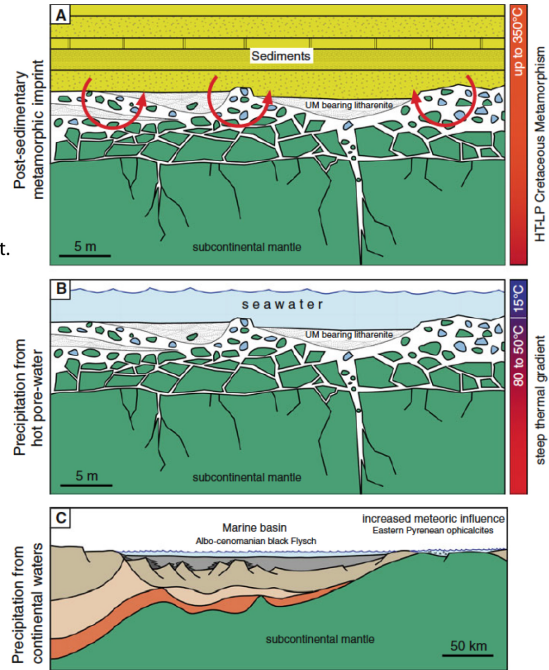 t.
A
Post-sedimentary
metamorphic imprint
Sediments
UM bearing litharenite
subcontinental mantle
5 m
up to 350°C
HT-LP Cretaceous Metamorphism
B
Precipitation from
hot pore-water
seawater
UM bearing litharenite
subcontinental mantle
5 m
80 to 50°C
15°C
steep thermal gradient
C
Precipitation from
continental waters
Marine basin
Albo-cenomanian black Flysch
increased meteoric influence
Eastern Pyrenean ophicalcites
subcontinental mantle
50 km